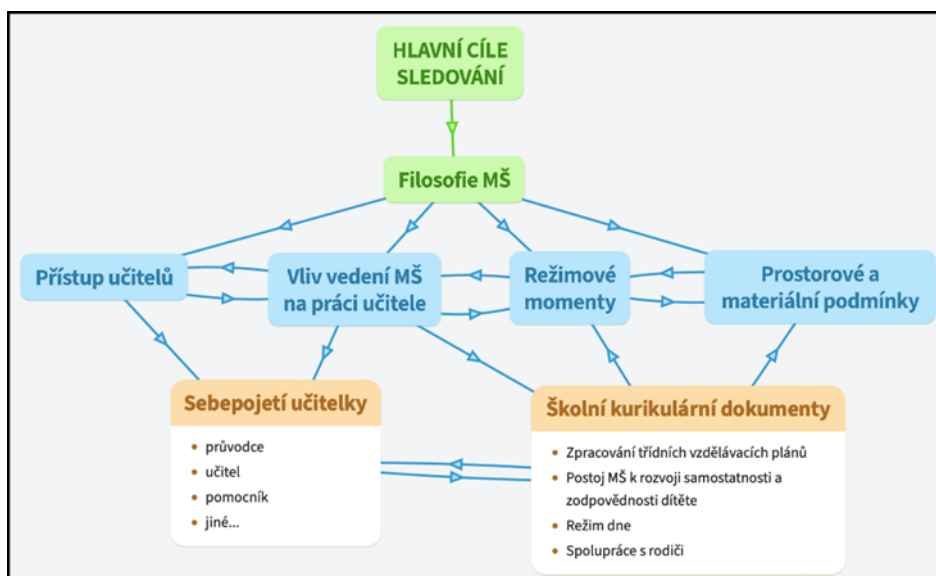 HLAVNÍ CÍLE
SLEDOVÁNÍ
Filosofie MŠ
Přístup učitelů
Vliv vedení MŠ
na práci učitele
Režimové
momenty
Prostorové a
materiální podmínky
Sebepojetí učitelky
průvodce
učitel
pomocník
jiné...
Školní kurikulární dokumenty
Zpracování třídních vzdělávacích plánů
Postoj MŠ k rozvoji samostatnosti a
zodpovědnosti dítěte
Režim dne
Spolupráce s rodiči